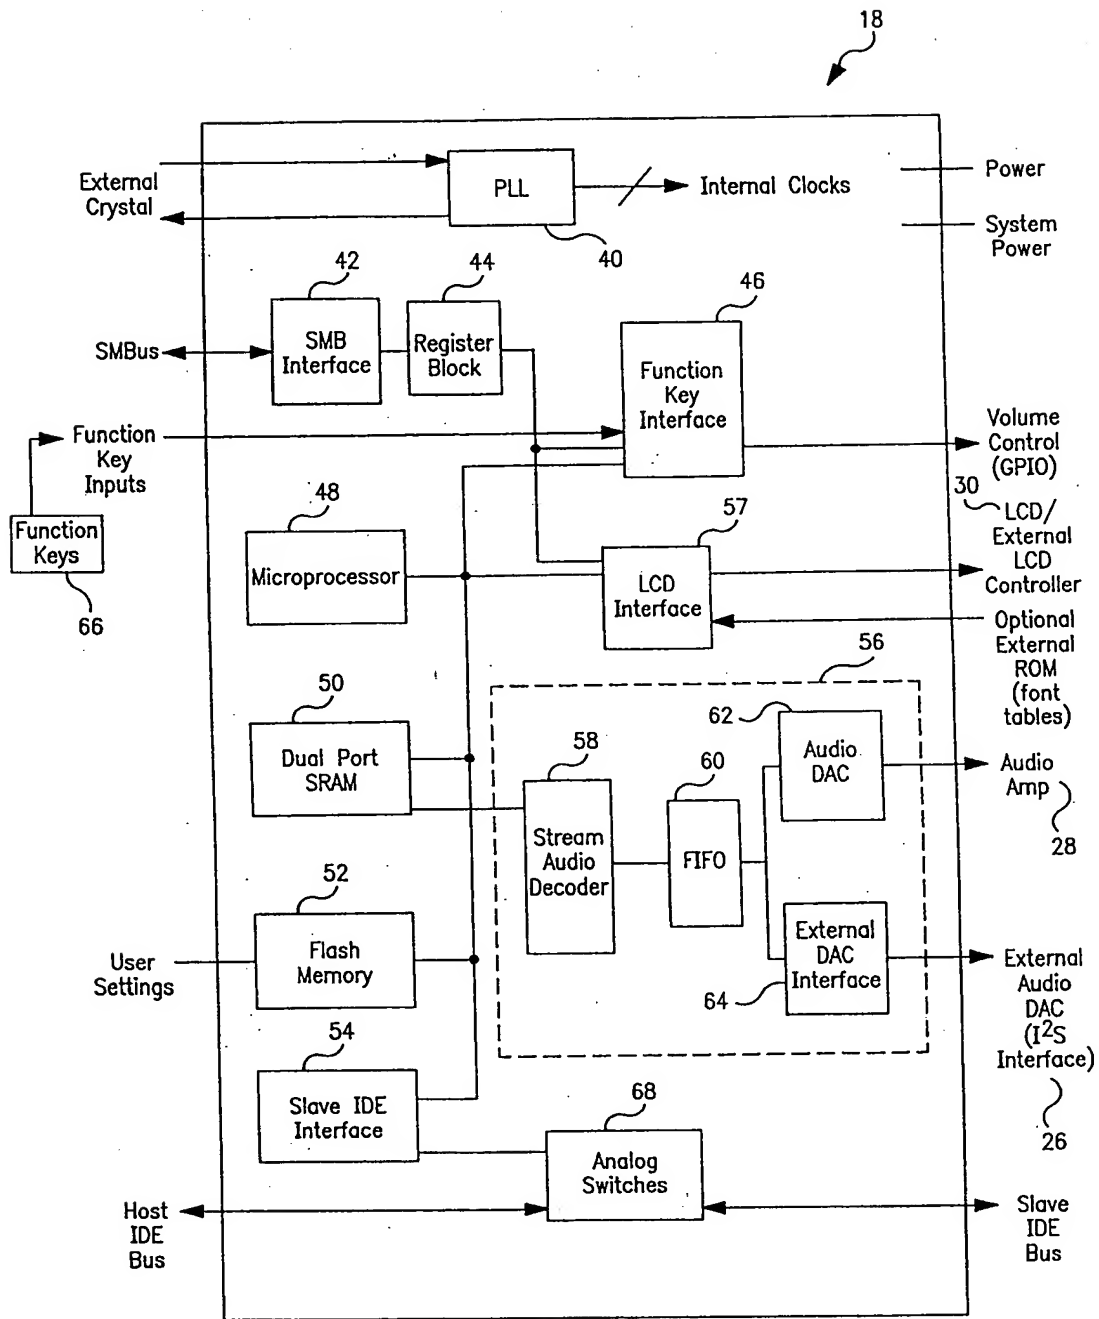 18
External
Crystal
PLL
Internal Clocks
Power
System
Power
40
42
44
46
SMBus
SMB
Interface
Register
Block
Function
Key
Interface
Function
Key
Inputs
Volume
Control
(GPIO)
Function
Keys
66
48
Microprocessor
57
LCD
Interface
30
LCD/
External
LCD
Controller
Optional
External
ROM
(font
tables)
50
Dual Port
SRAM
56
58
Stream
Audio
Decoder
60
FIFO
62
Audio
DAC
Audio
Amp
28
52
Flash
Memory
User
Settings
External
DAC
Interface
64
External
Audio
DAC
(I²S
Interface)
26
54
Slave IDE
Interface
68
Analog
Switches
Host
IDE
Bus
Slave
IDE
Bus